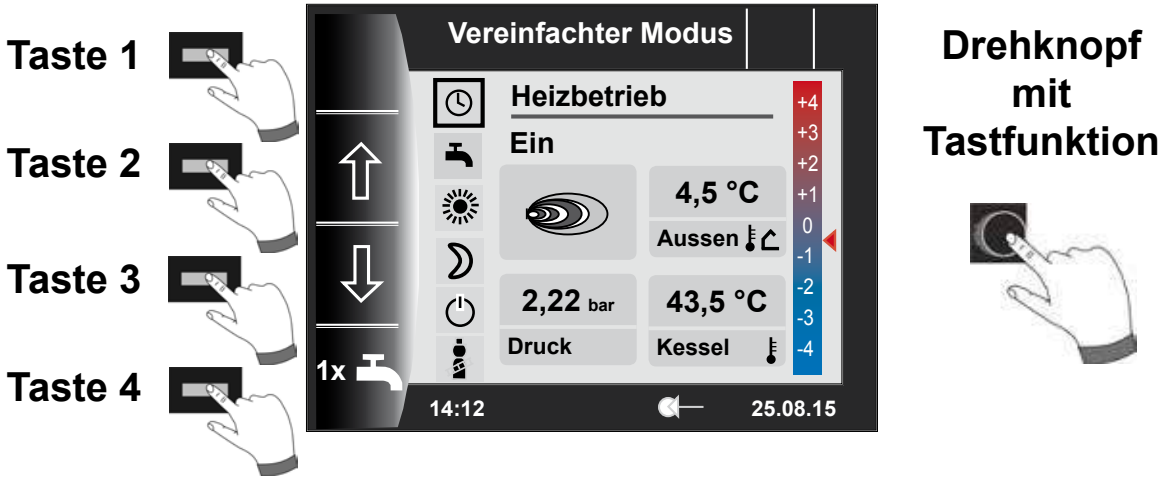 Taste 1
Taste 2
Taste 3
Taste 4
Vereinfachter Modus
Heizbetrieb
Ein
4,5 °C
Aussen
2,22 bar
Druck
43,5 °C
Kessel
+4
+3
+2
+1
0
-1
-2
-3
-4
1x
14:12
25.08.15
Drehknopf
mit
Tastfunktion